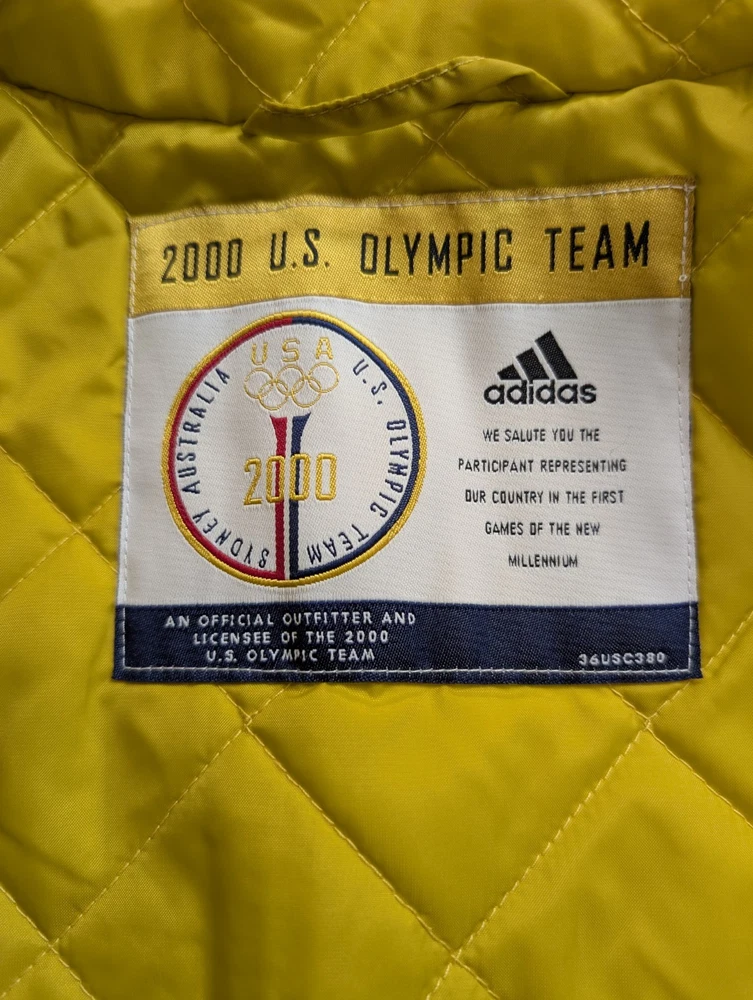 2000 U.S. OLYMPIC TEAM
USA
SYDNEY AUSTRALIA
U.S. OLYMPIC TEAM
2000
adidas
WE SALUTE YOU THE
PARTICIPANT REPRESENTING
OUR COUNTRY IN THE FIRST
GAMES OF THE NEW
MILLENNIUM
AN OFFICIAL OUTFITTER AND
LICENSEE OF THE 2000
U.S. OLYMPIC TEAM
36USC380